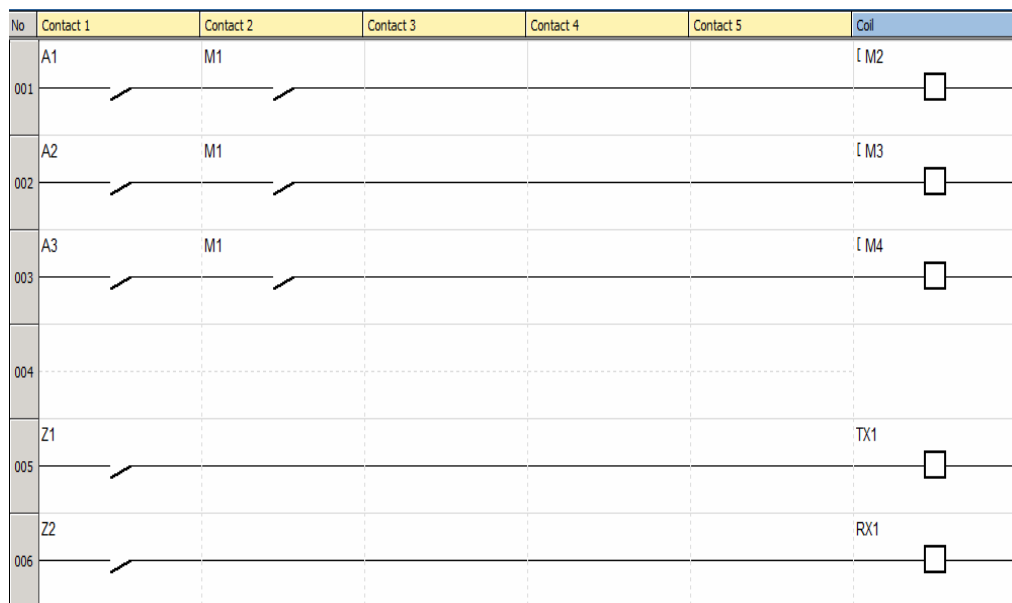 No Contact 1 Contact 2 Contact 3 Contact 4 Contact 5 Coil
A1 M1 [ M2
001
A2 M1 [ M3
002
A3 M1 [ M4
003
004
Z1 TX1
005
Z2 RX1
006